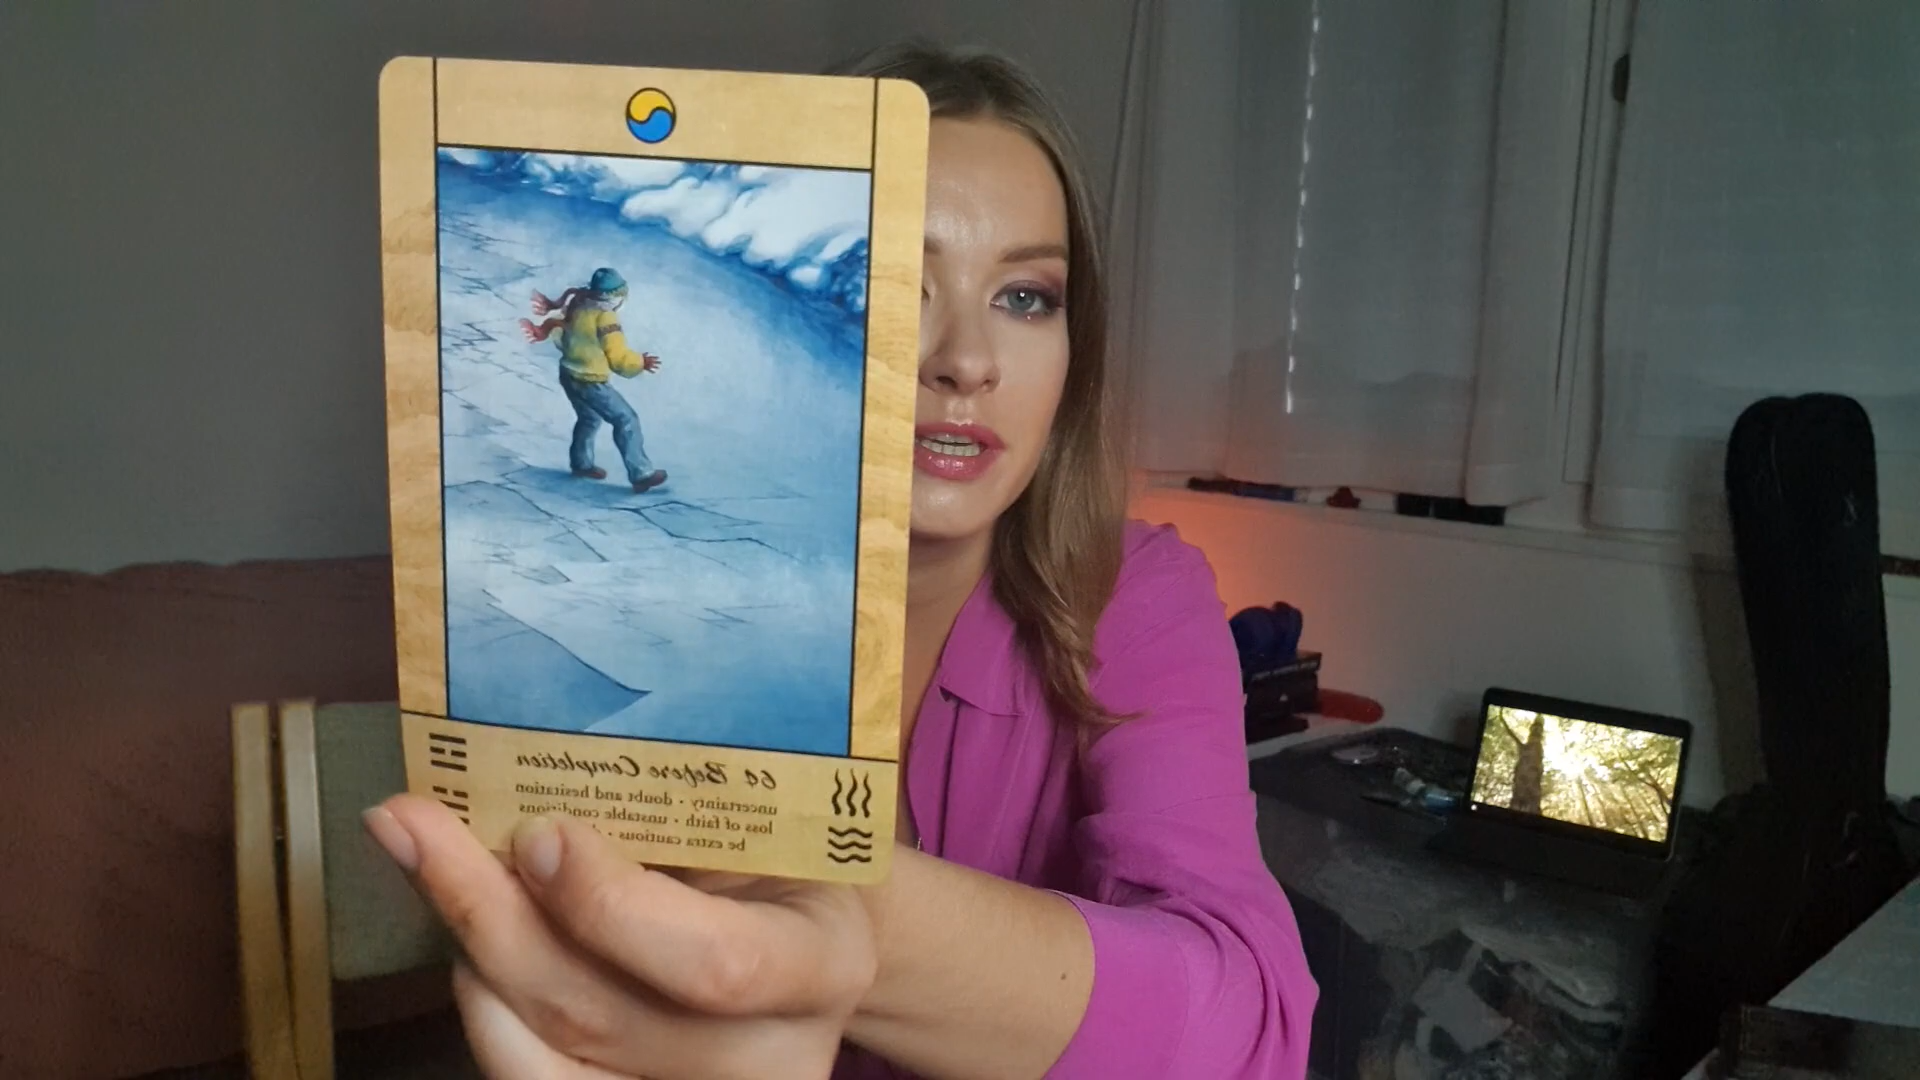 64 Before Completion
uncertainty • doubt and hesitation
loss of faith • unstable conditions
be extra cautious •